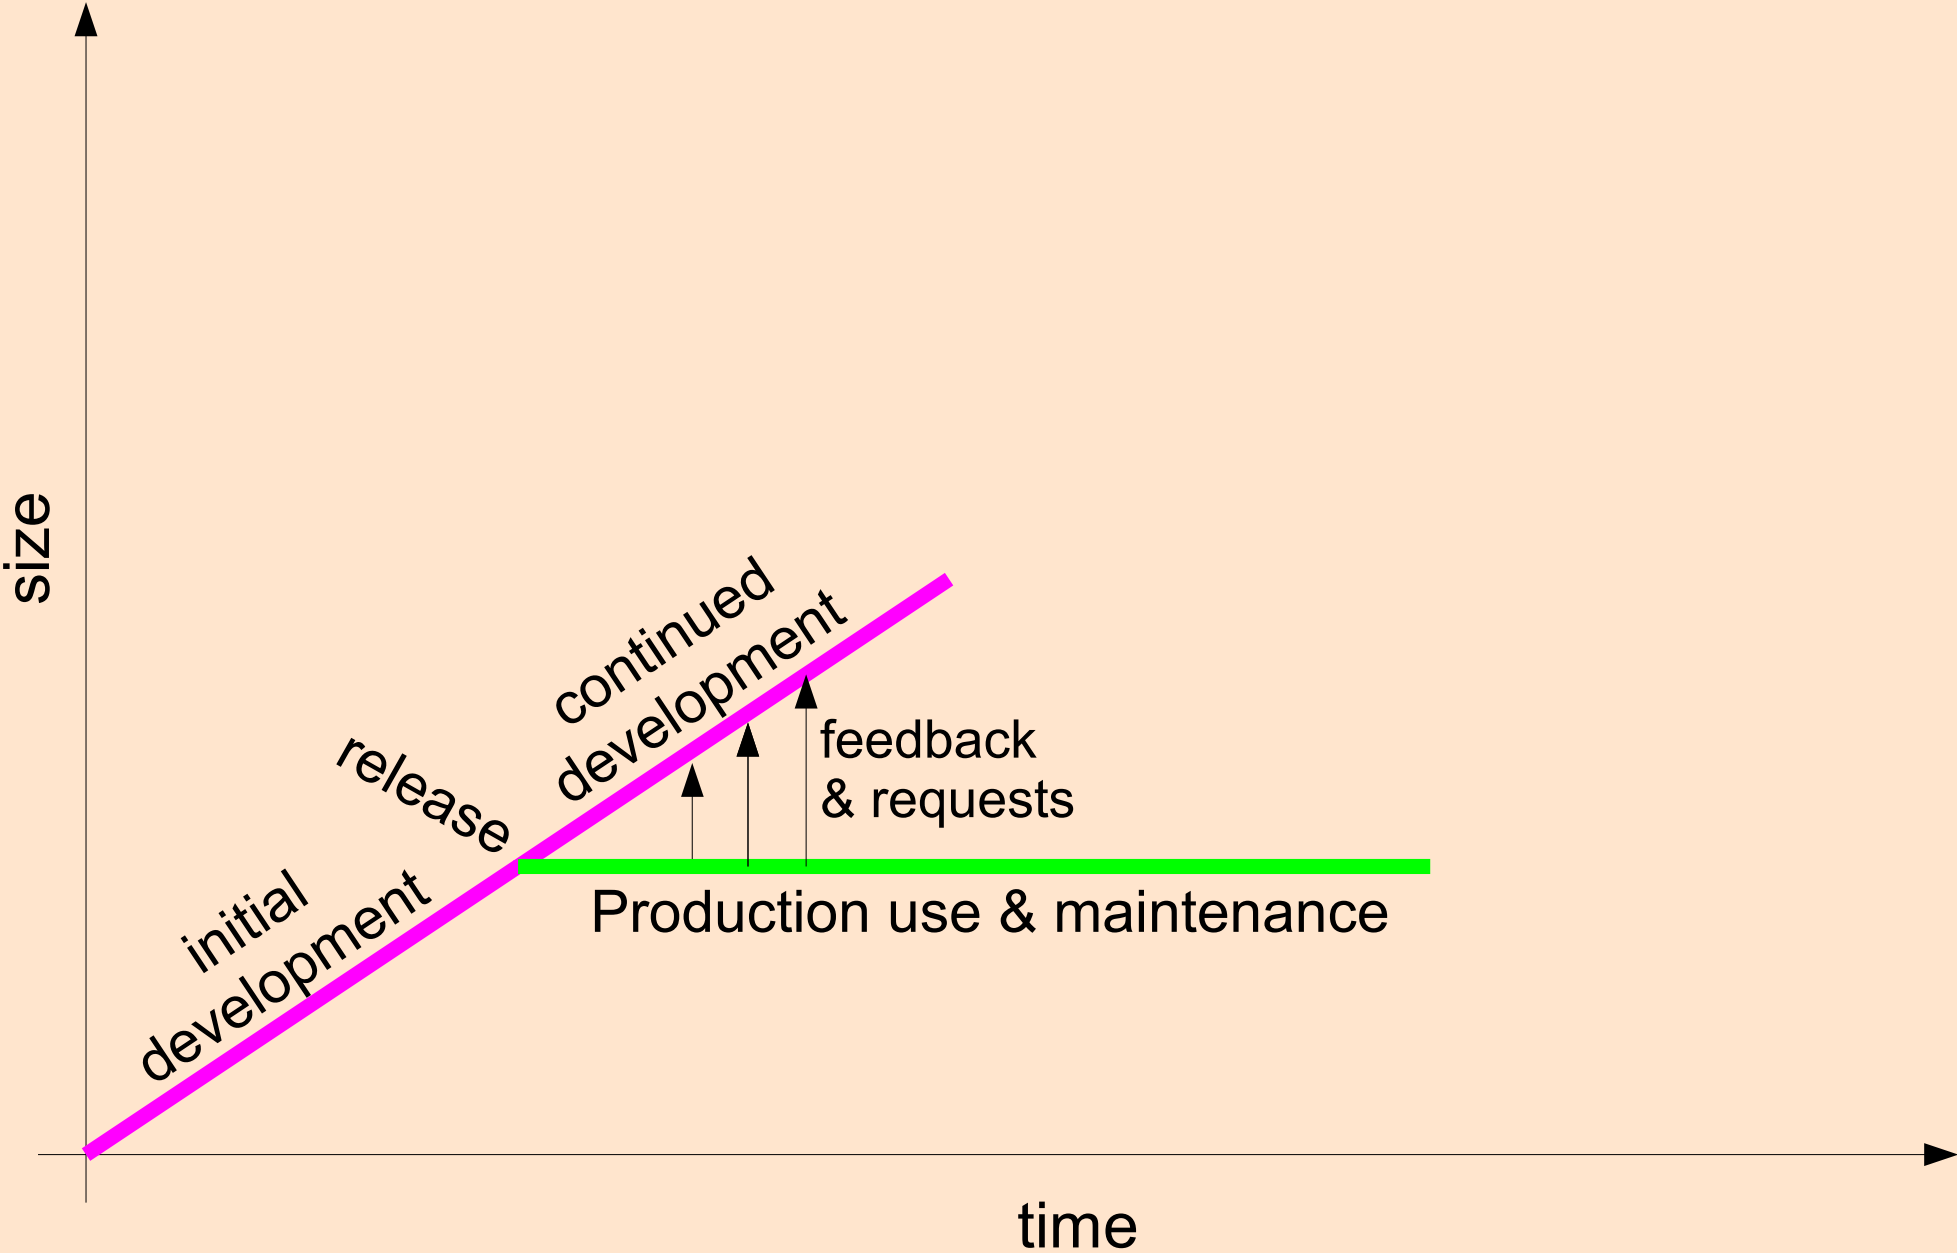 size
continued
development
release
feedback
& requests
initial
development
Production use & maintenance
time